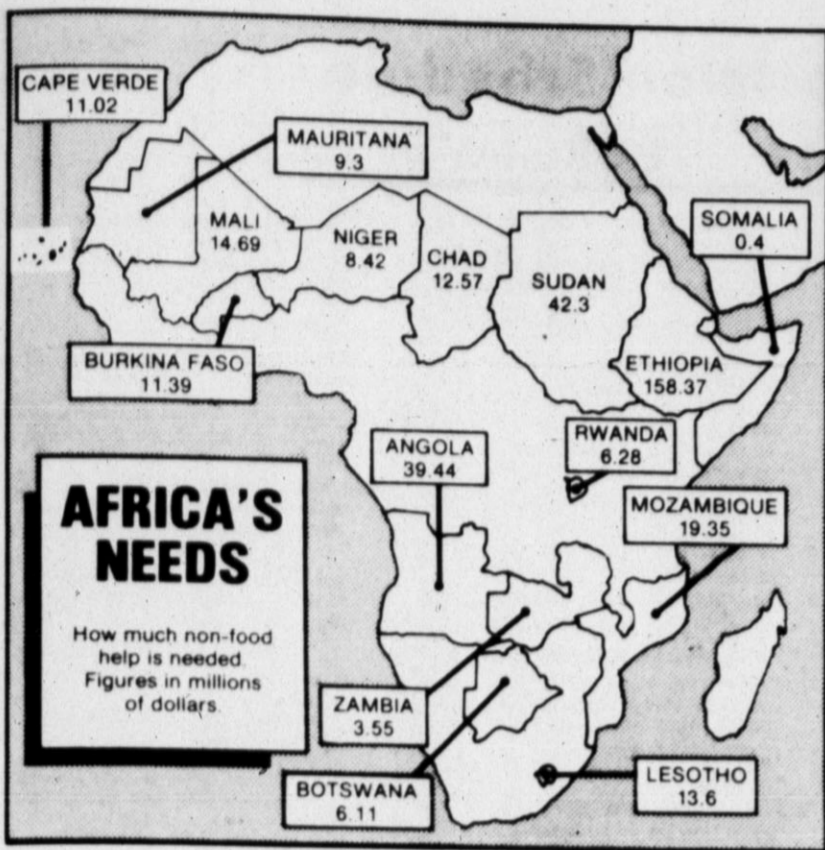 CAPE VERDE
11.02
MAURITANA
9.3
MALI
14.69
NIGER
8.42
CHAD
12.57
SUDAN
42.3
SOMALIA
0.4
ETHIOPIA
158.37
BURKINA FASO
11.39
ANGOLA
39.44
RWANDA
6.28
MOZAMBIQUE
19.35
AFRICA'S
NEEDS
How much non-food
help is needed.
Figures in millions
of dollars.
ZAMBIA
3.55
BOTSWANA
6.11
LESOTHO
13.6